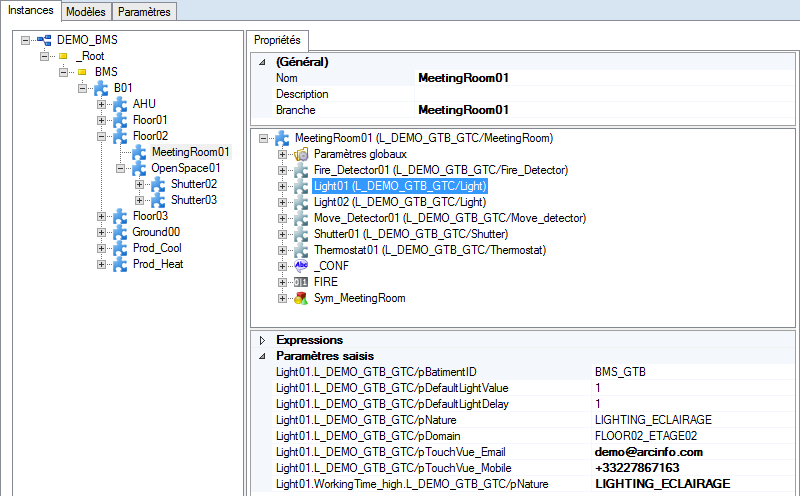 Instances Modèles Paramètres
DEMO_BMS
_Root
BMS
B01
AHU
Floor01
Floor02
MeetingRoom01
OpenSpace01
Shutter02
Shutter03
Floor03
Ground00
Prod_Cool
Prod_Heat
Propriétés
(Général)
Nom MeetingRoom01
Description
Branche MeetingRoom01
MeetingRoom01 (L_DEMO_GTB_GTC/MeetingRoom)
Paramètres globaux
Fire_Detector01 (L_DEMO_GTB_GTC/Fire_Detector)
Light01 (L_DEMO_GTB_GTC/Light)
Light02 (L_DEMO_GTB_GTC/Light)
Move_Detector01 (L_DEMO_GTB_GTC/Move_detector)
Shutter01 (L_DEMO_GTB_GTC/Shutter)
Thermostat01 (L_DEMO_GTB_GTC/Thermostat)
Abc _CONF
FIRE
Sym_MeetingRoom
Expressions
Paramètres saisis
Light01.L_DEMO_GTB_GTC/pBatimentID BMS_GTB
Light01.L_DEMO_GTB_GTC/pDefaultLightValue 1
Light01.L_DEMO_GTB_GTC/pDefaultLightDelay 1
Light01.L_DEMO_GTB_GTC/pNature LIGHTING_ECLAIRAGE
Light01.L_DEMO_GTB_GTC/pDomain FLOOR02_ETAGE02
Light01.L_DEMO_GTB_GTC/pTouchVue_Email demo@arcinfo.com
Light01.L_DEMO_GTB_GTC/pTouchVue_Mobile +33227867163
Light01.WorkingTime_high.L_DEMO_GTB_GTC/pNature LIGHTING_ECLAIRAGE